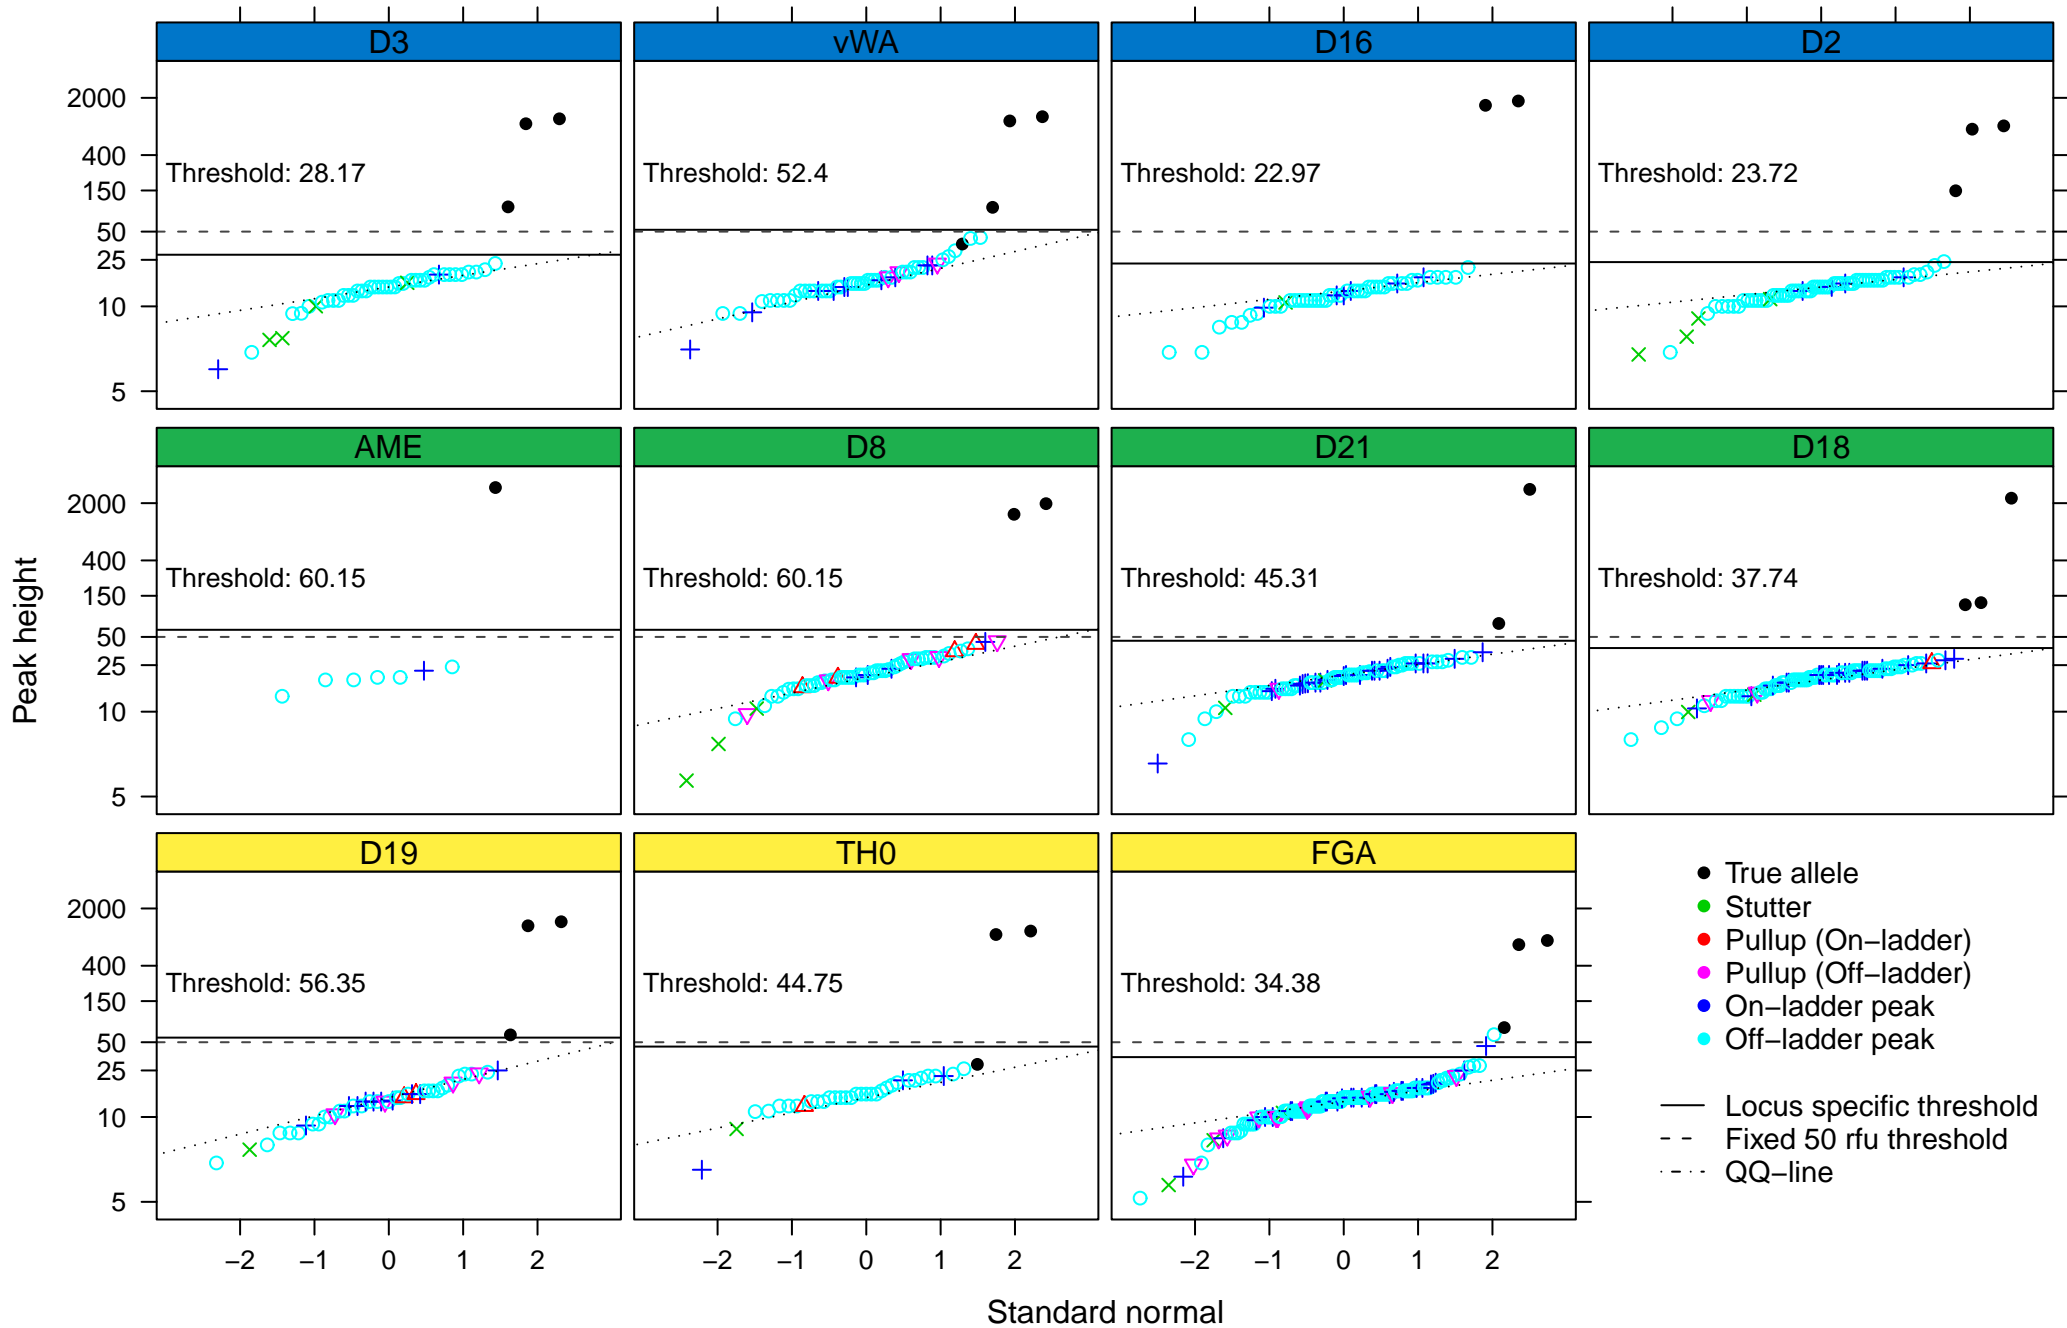 D3 vWA D16 D2
2000
400
150
50
25
10
5
Threshold: 28.17 Threshold: 52.4 Threshold: 22.97 Threshold: 23.72
AME D8 D21 D18
2000
400
150
50
25
10
5
Threshold: 60.15 Threshold: 60.15 Threshold: 45.31 Threshold: 37.74
Peak height
D19 TH0 FGA
2000
400
150
50
25
10
5
Threshold: 56.35 Threshold: 44.75 Threshold: 34.38
True allele
Stutter
Pullup (On−ladder)
Pullup (Off−ladder)
On−ladder peak
Off−ladder peak
Locus specific threshold
Fixed 50 rfu threshold
QQ−line
−2 −1 0 1 2 −2 −1 0 1 2 −2 −1 0 1 2
Standard normal